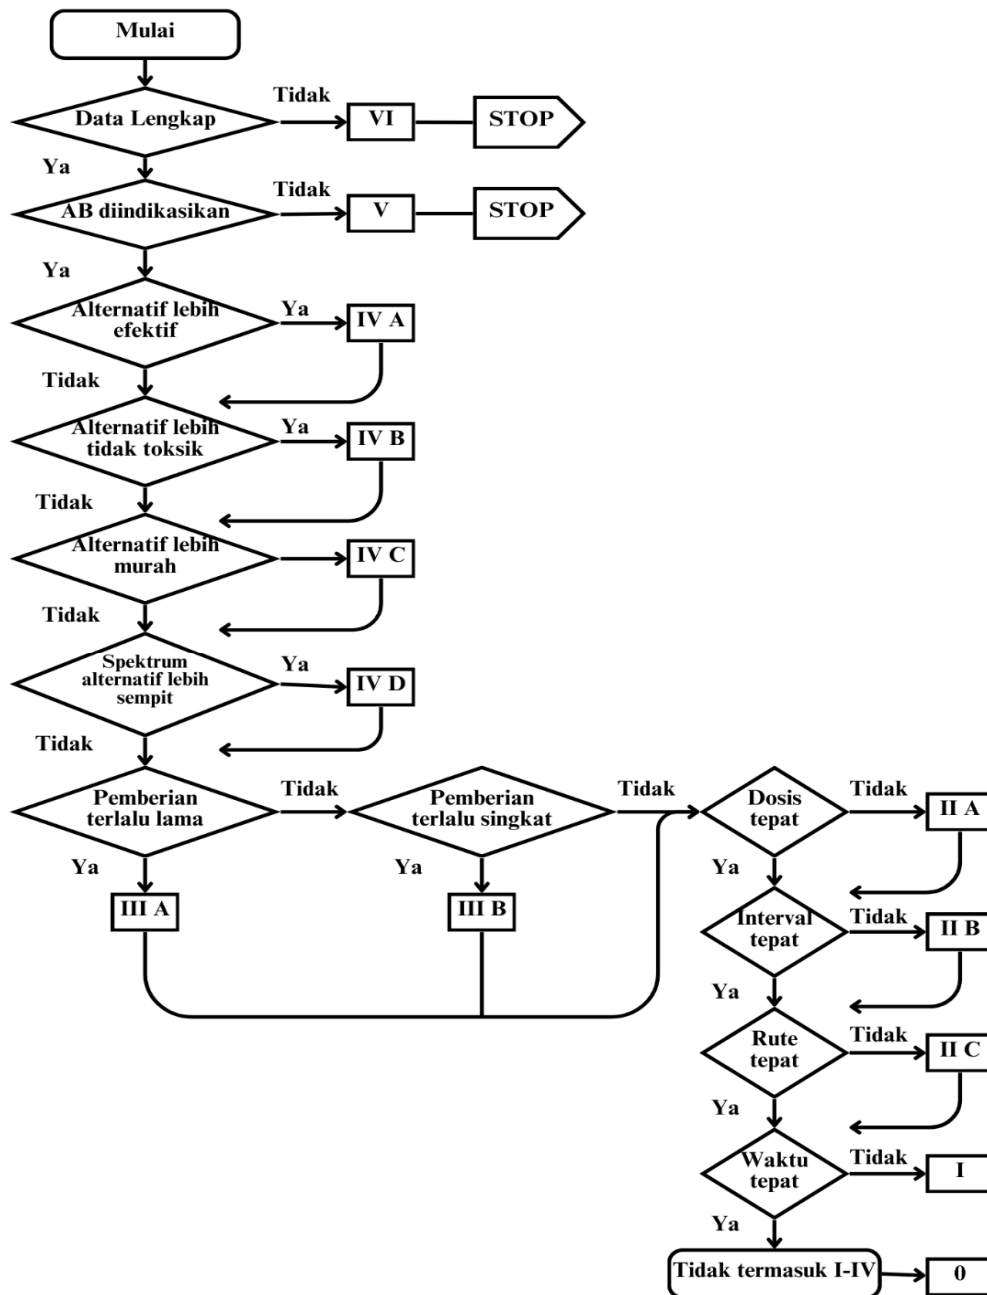 Mulai
Data Lengkap
Tidak
VI
STOP
Ya
AB diindikasikan
Tidak
V
STOP
Ya
Alternatif lebih
efektif
Ya
IV A
Tidak
Alternatif lebih
tidak toksik
Ya
IV B
Tidak
Alternatif lebih
murah
IV C
Tidak
Spektrum
alternatif lebih
sempit
Ya
IV D
Tidak
Pemberian
terlalu lama
Tidak
Pemberian
terlalu singkat
Tidak
Dosis
tepat
Tidak
II A
Ya
III A
Ya
III B
Ya
Interval
tepat
Tidak
II B
Ya
Rute
tepat
Tidak
II C
Ya
Waktu
tepat
Tidak
I
Ya
Tidak termasuk I-IV
0